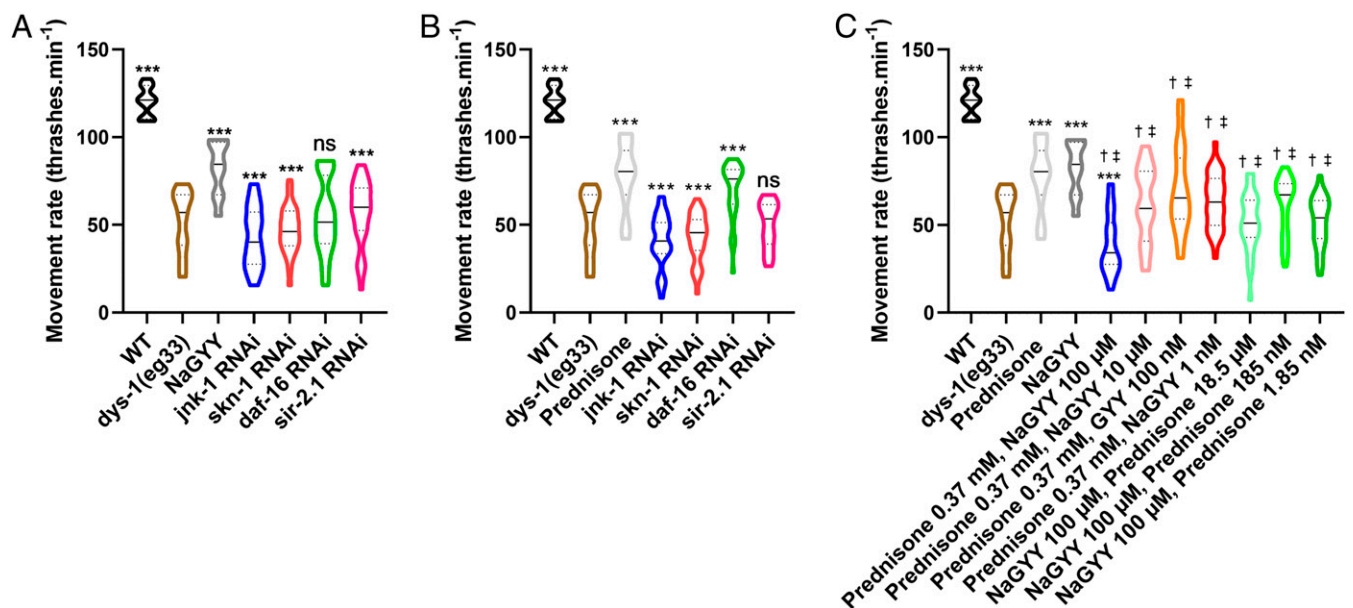 A
Movement rate (thrashes.min⁻¹)
150
100
50
0
***
***
***
***
ns
***
WT
dys-1(eg33)
NaGYY
jnk-1 RNAi
skn-1 RNAi
daf-16 RNAi
sir-2.1 RNAi
B
Movement rate (thrashes.min⁻¹)
150
100
50
0
***
***
***
***
***
ns
WT
dys-1(eg33)
Prednisone
jnk-1 RNAi
skn-1 RNAi
daf-16 RNAi
sir-2.1 RNAi
C
Movement rate (thrashes.min⁻¹)
150
100
50
0
***
***
***
† ‡
***
† ‡
† ‡
† ‡
† ‡
† ‡
† ‡
WT
dys-1(eg33)
Prednisone
NaGYY
Prednisone 0.37 mM, NaGYY 100 µM
Prednisone 0.37 mM, NaGYY 10 µM
Prednisone 0.37 mM, GYY 100 nM
Prednisone 0.37 mM, NaGYY 1 nM
NaGYY 100 µM, Prednisone 18.5 µM
NaGYY 100 µM, Prednisone 185 nM
NaGYY 100 µM, Prednisone 1.85 nM